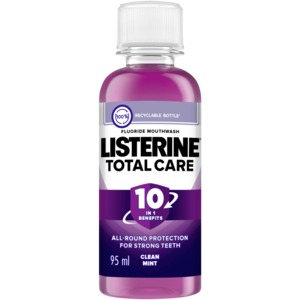 100%
RECYCLABLE BOTTLE
FLUORIDE MOUTHWASH
LISTERINE®
TOTAL CARE
10
IN 1
BENEFITS
ALL-ROUND PROTECTION
FOR STRONG TEETH
95 ml
CLEAN
MINT